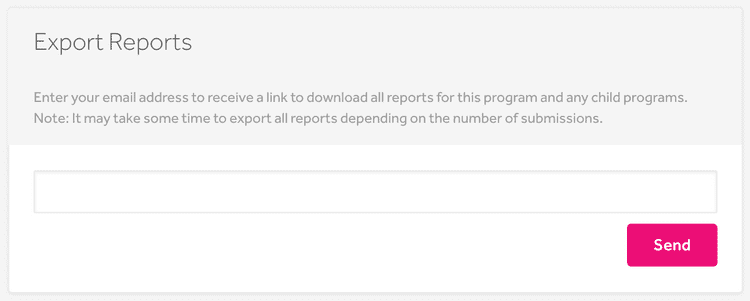 Export Reports
Enter your email address to receive a link to download all reports for this program and any child programs.
Note: It may take some time to export all reports depending on the number of submissions.
Send